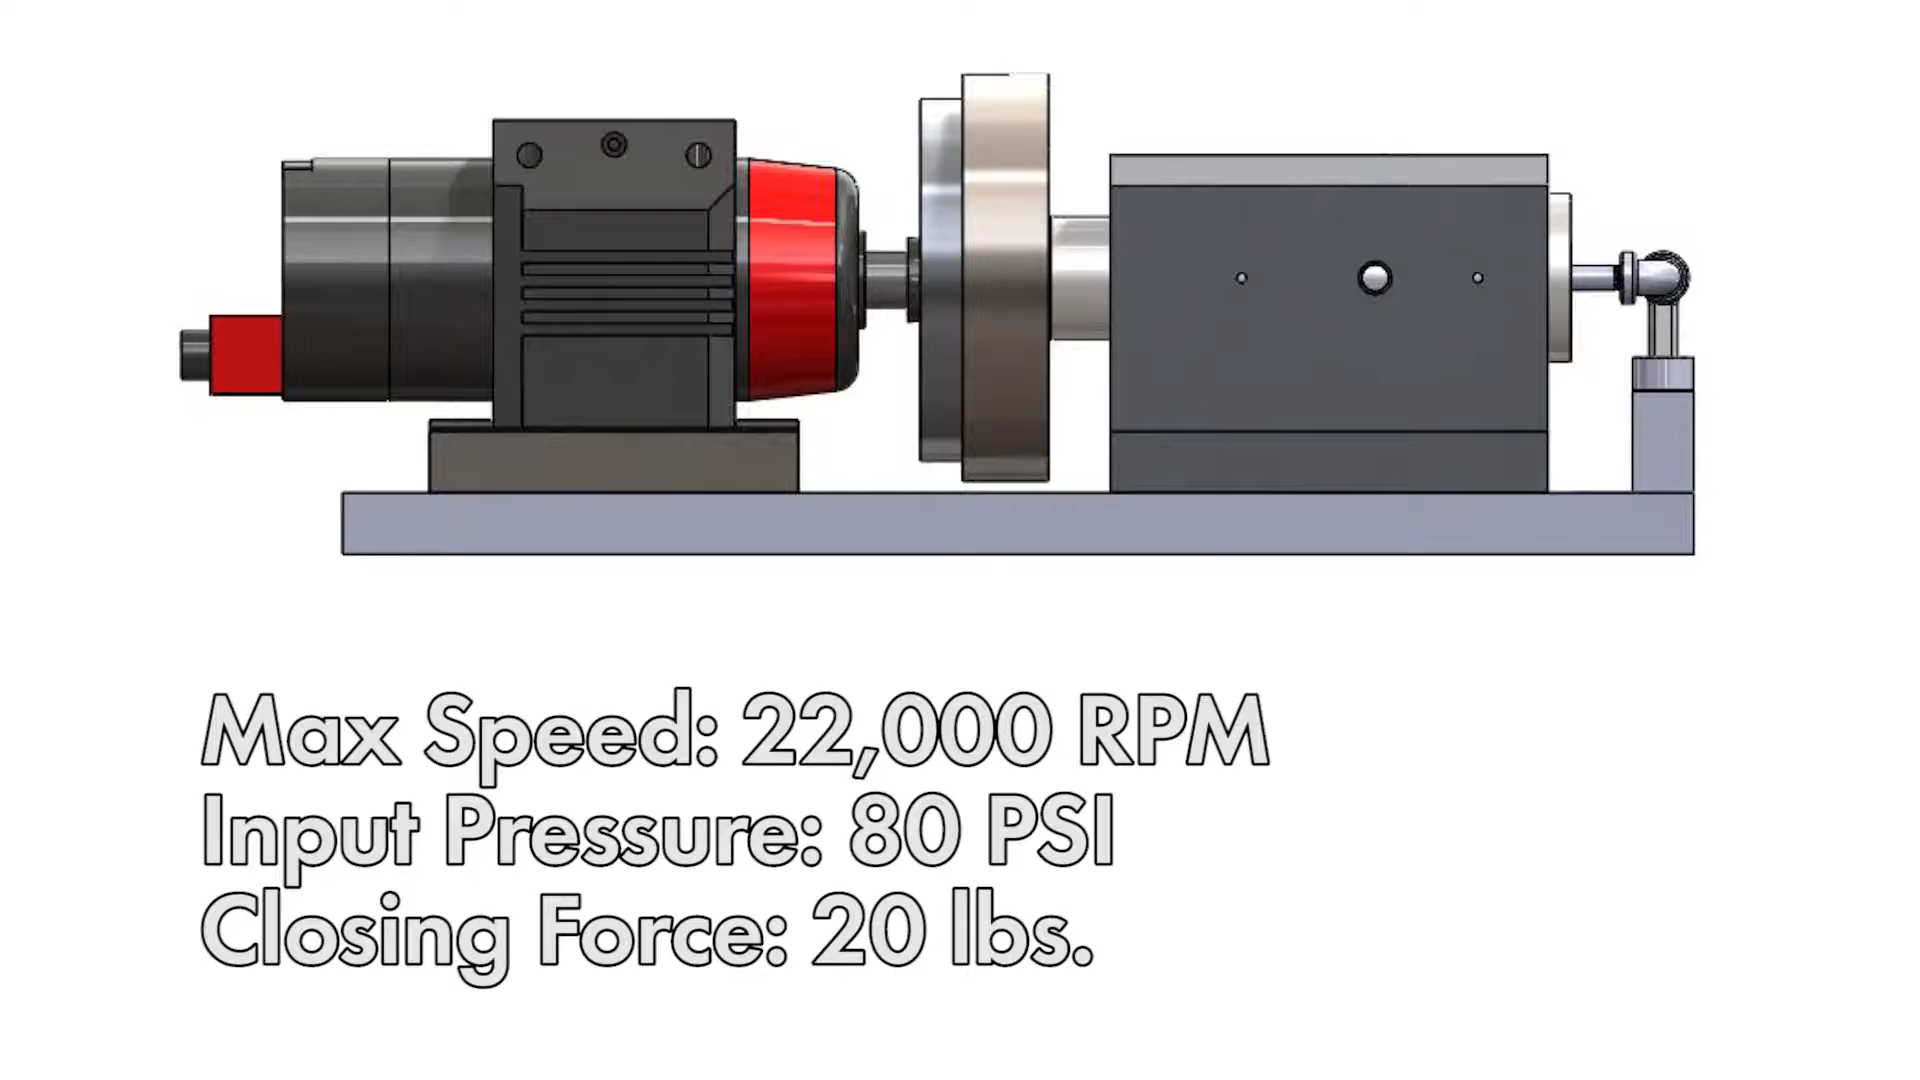 Max Speed: 22,000 RPM
Input Pressure: 80 PSI
Closing Force: 20 lbs.